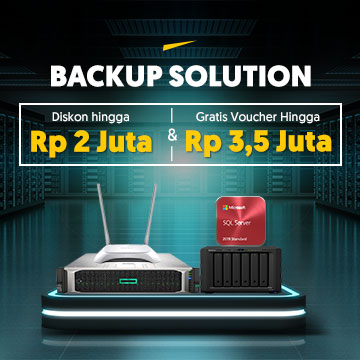 BACKUP SOLUTION
Diskon hingga
Rp 2 Juta
&
Gratis Voucher Hingga
Rp 3,5 Juta
Microsoft
SQL Server